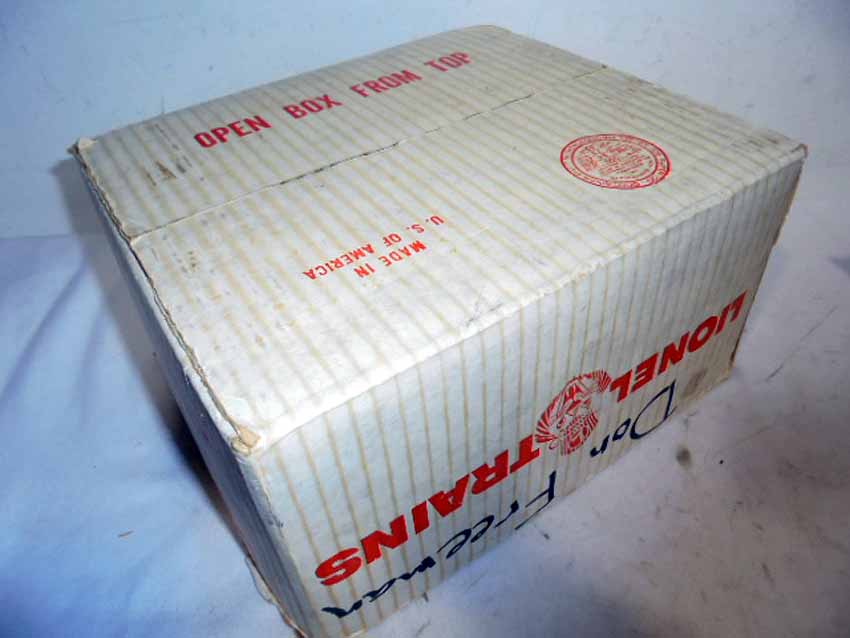 OPEN BOX FROM TOP
MADE IN
U.S. OF AMERICA
LIONEL TRAINS
Don Freeman